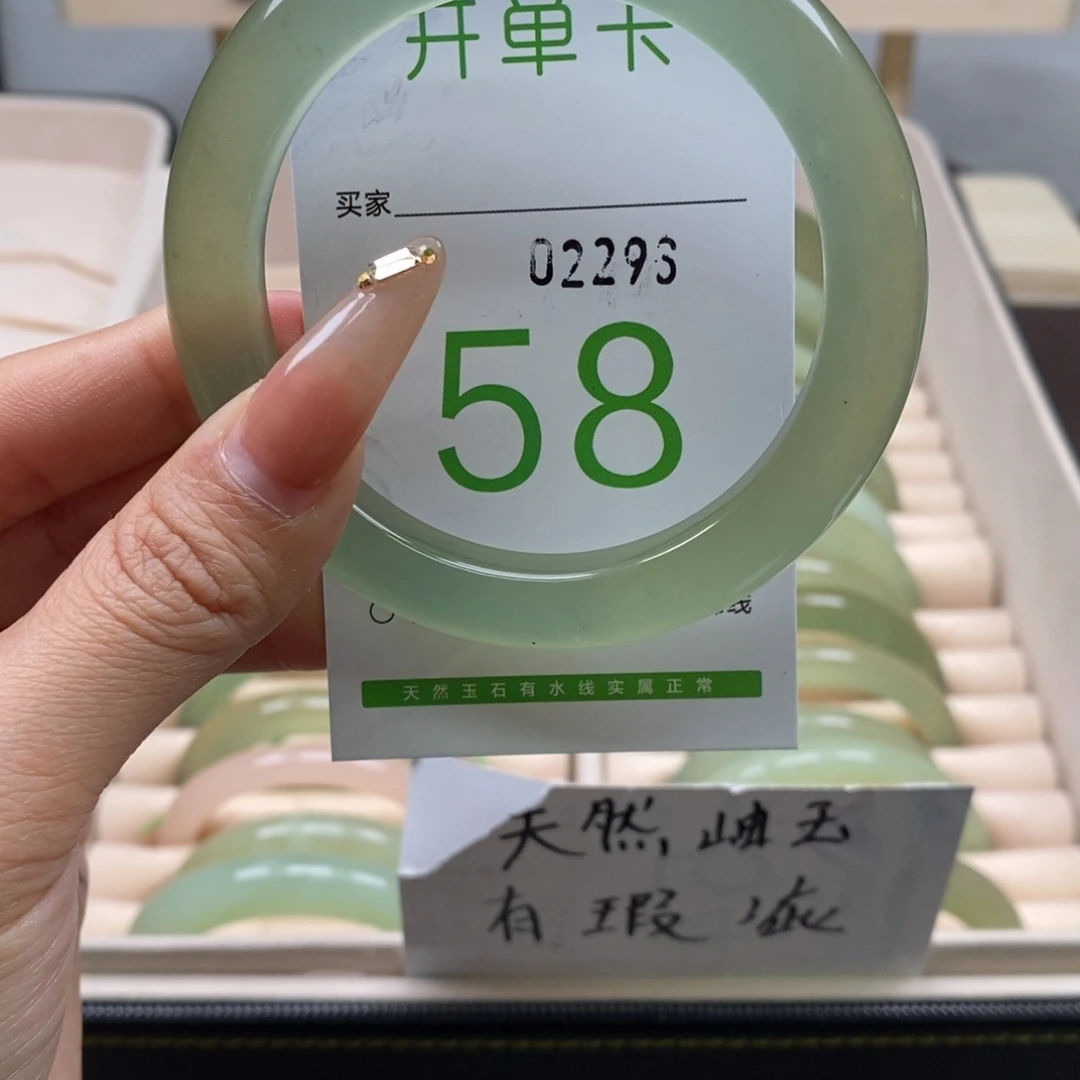 开单卡
买家
02296
58
线
天然玉石有水线实属正常
天然岫玉
有瑕疵